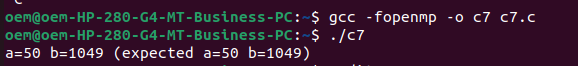 oem@oem-HP-280-G4-MT-Business-PC:~$ gcc -fopenmp -o c7 c7.c
oem@oem-HP-280-G4-MT-Business-PC:~$ ./c7
a=50 b=1049 (expected a=50 b=1049)